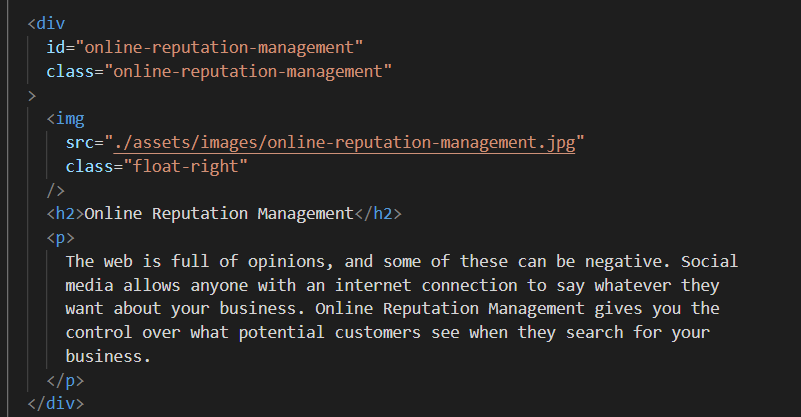 <div
id="online-reputation-management"
class="online-reputation-management"
>
<img
src="./assets/images/online-reputation-management.jpg"
class="float-right"
/>
<h2>Online Reputation Management</h2>
<p>
The web is full of opinions, and some of these can be negative. Social
media allows anyone with an internet connection to say whatever they
want about your business. Online Reputation Management gives you the
control over what potential customers see when they search for your
business.
</p>
</div>